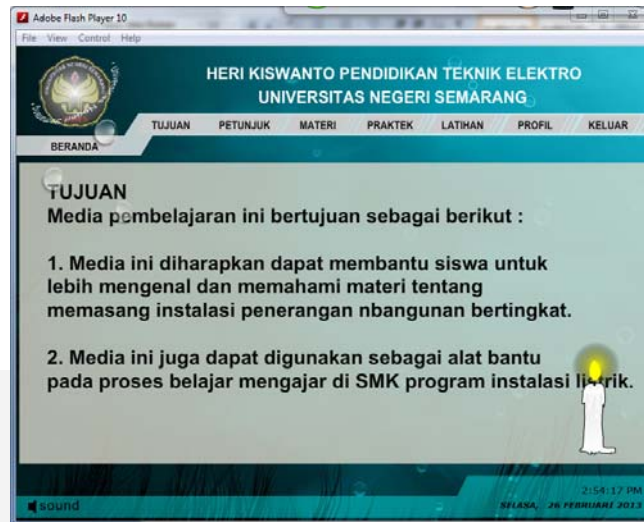 Adobe Flash Player 10
File View Control Help
HERI KISWANTO PENDIDIKAN TEKNIK ELEKTRO
UNIVERSITAS NEGERI SEMARANG
TUJUAN PETUNJUK MATERI PRAKTEK LATIHAN PROFIL KELUAR
BERANDA
TUJUAN
Media pembelajaran ini bertujuan sebagai berikut :
1. Media ini diharapkan dapat membantu siswa untuk
lebih mengenal dan memahami materi tentang
memasang instalasi penerangan nbangunan bertingkat.
2. Media ini juga dapat digunakan sebagai alat bantu
pada proses belajar mengajar di SMK program instalasi listrik.
2:54:17 PM
sound
SELASA, 26 FEBRUARI 2013